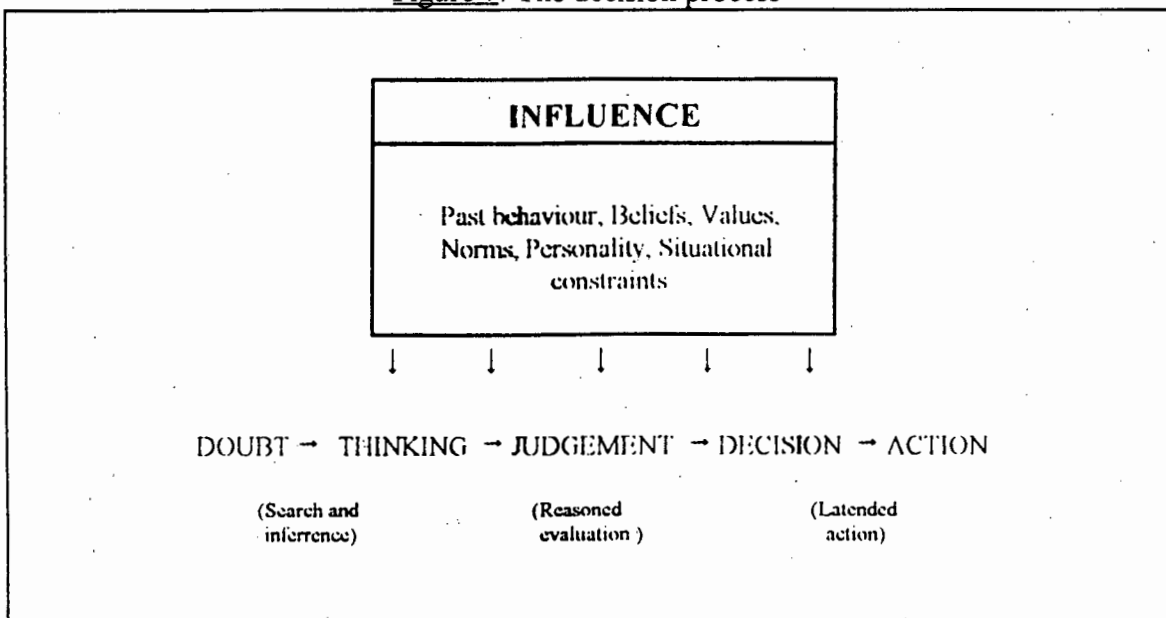 : The decision process
INFLUENCE
Past behaviour, Beliefs, Values,
Norms, Personality, Situational
constraints
↓ ↓ ↓ ↓ ↓
DOUBT → THINKING → JUDGEMENT → DECISION → ACTION
(Search and (Reasoned (Latended
inferrence) evaluation ) action)